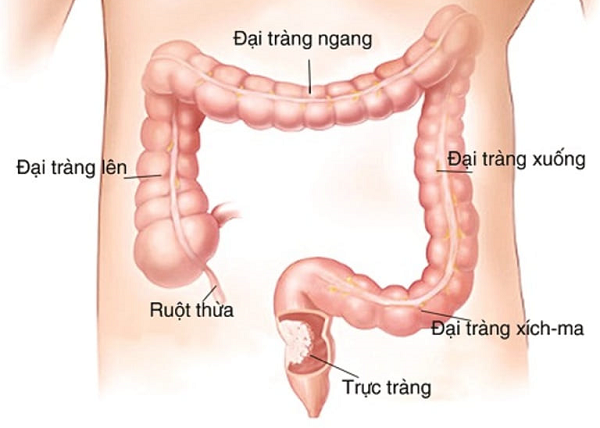 Đại tràng ngang
Đại tràng lên
Đại tràng xuống
Ruột thừa
Đại tràng xích-ma
Trực tràng